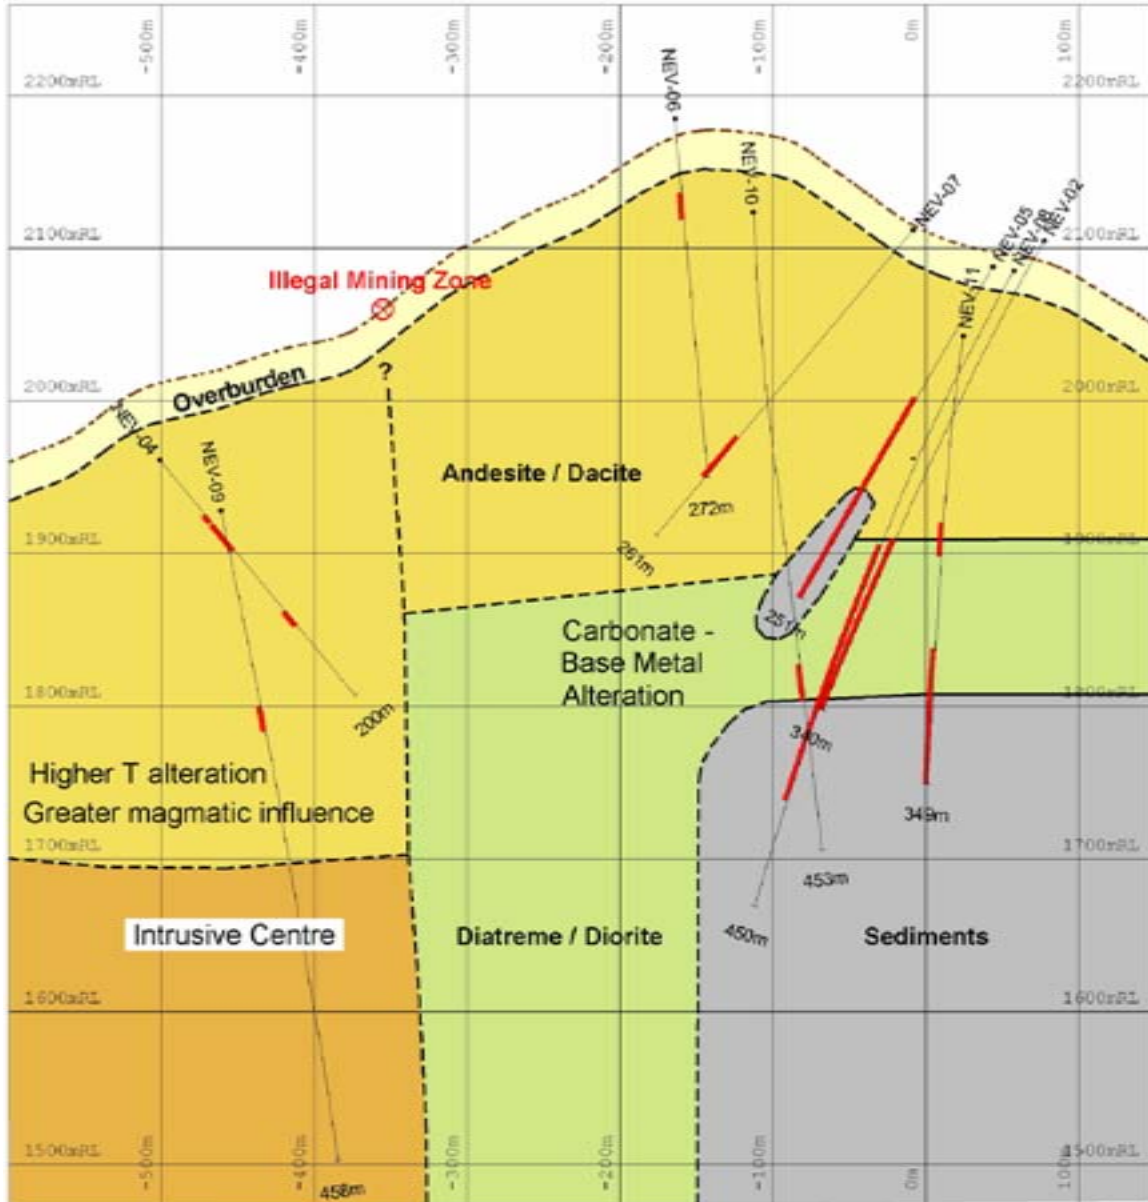 -500m
-400m
-300m
-200m
-100m
0m
100m
2200mRL
2200mRL
NEV-06
NEV-10
NEV-07
NEV-05
NEV-02
NEV-11
2100mRL
2100mRL
Illegal Mining Zone
2000mRL
2000mRL
?
Overburden
NEV-04
NEV-09
Andesite / Dacite
272m
261m
1900mRL
1900mRL
251m
Carbonate -
Base Metal
Alteration
1800mRL
1800mRL
200m
340m
Higher T alteration
Greater magmatic influence
349m
1700mRL
1700mRL
453m
450m
Intrusive Centre
Diatreme / Diorite
Sediments
1600mRL
1600mRL
1500mRL
1500mRL
458m
-500m
-400m
-300m
-200m
-100m
0m
100m